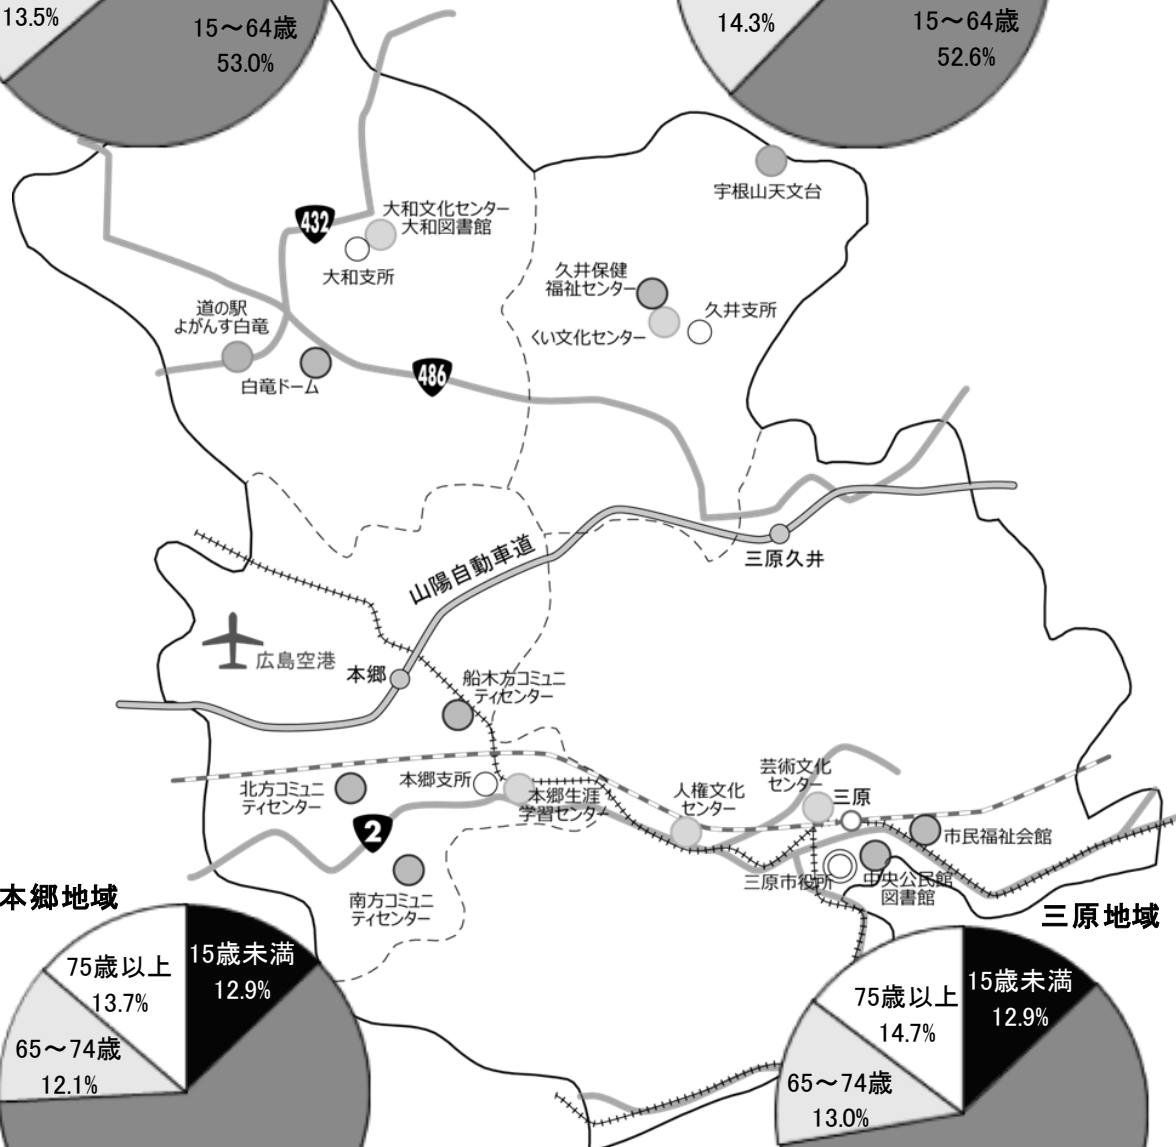 13.5%
15～64歳
53.0%
14.3%
15～64歳
52.6%
宇根山天文台
大和文化センター
大和図書館
432
大和支所
久井保健
福祉センター
久井支所
くい文化センター
道の駅
よがんす白竜
白竜ドーム
486
山陽自動車道
三原久井
広島空港
本郷
船木方コミュニ
ティセンター
北方コミュニ
ティセンター
本郷支所
本郷生涯
学習センター
人権文化
センター
芸術文化
センター
三原
市民福祉会館
2
三原市役所
中央公民館
図書館
南方コミュニ
ティセンター
本郷地域
75歳以上
13.7%
15歳未満
12.9%
65～74歳
12.1%
三原地域
75歳以上
14.7%
15歳未満
12.9%
65～74歳
13.0%